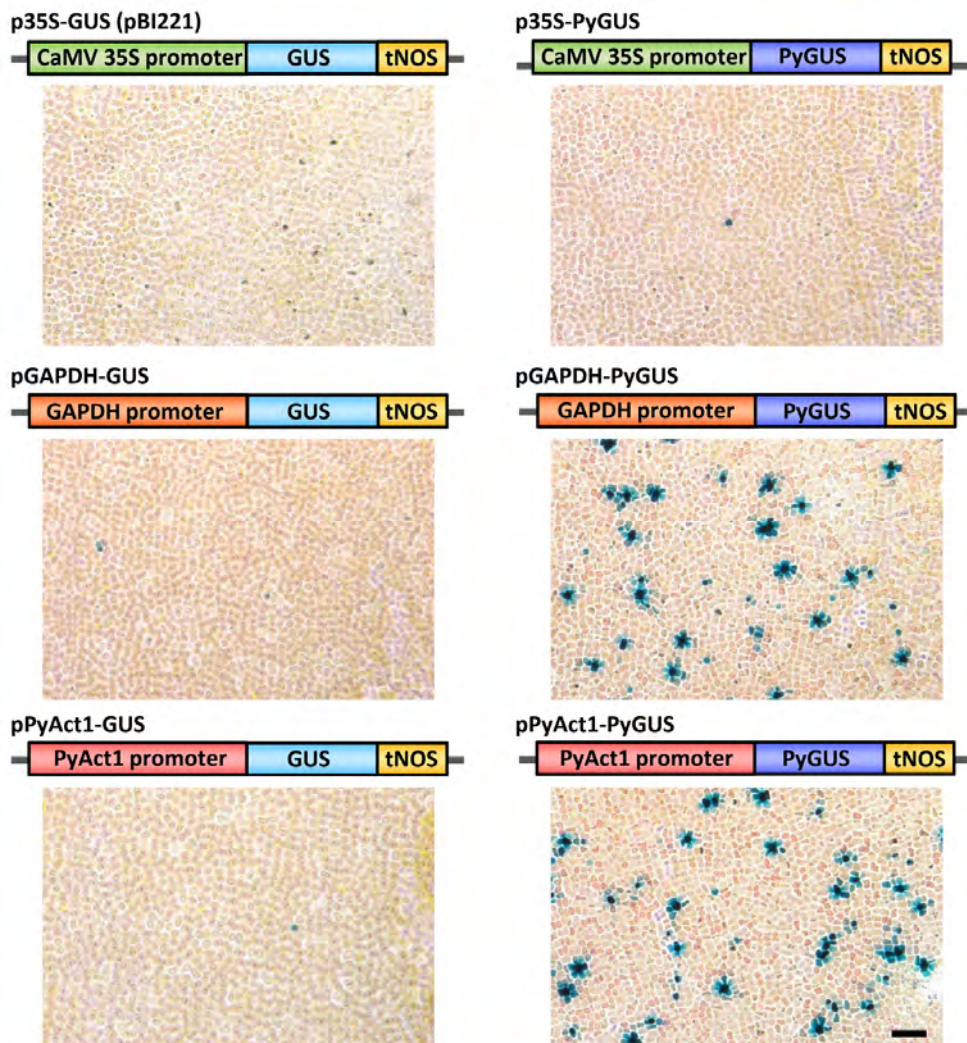 p35S-GUS (pBI221)
CaMV 35S promoter GUS tNOS
p35S-PyGUS
CaMV 35S promoter PyGUS tNOS
pGAPDH-GUS
GAPDH promoter GUS tNOS
pGAPDH-PyGUS
GAPDH promoter PyGUS tNOS
pPyAct1-GUS
PyAct1 promoter GUS tNOS
pPyAct1-PyGUS
PyAct1 promoter PyGUS tNOS